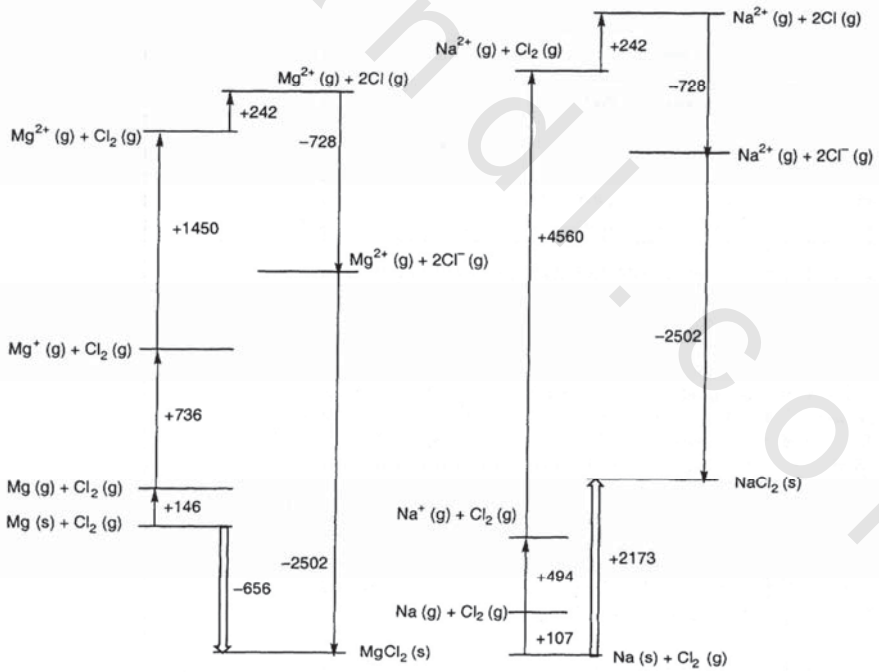 Mg²⁺ (g) + 2Cl (g)
+242
Mg²⁺ (g) + Cl₂ (g)
−728
+1450
Mg²⁺ (g) + 2Cl⁻ (g)
Mg⁺ (g) + Cl₂ (g)
+736
Mg (g) + Cl₂ (g)
+146
Mg (s) + Cl₂ (g)
−2502
−656
MgCl₂ (s)
Na²⁺ (g) + 2Cl (g)
Na²⁺ (g) + Cl₂ (g)
+242
−728
Na²⁺ (g) + 2Cl⁻ (g)
+4560
−2502
NaCl₂ (s)
Na⁺ (g) + Cl₂ (g)
+2173
+494
Na (g) + Cl₂ (g)
+107
Na (s) + Cl₂ (g)